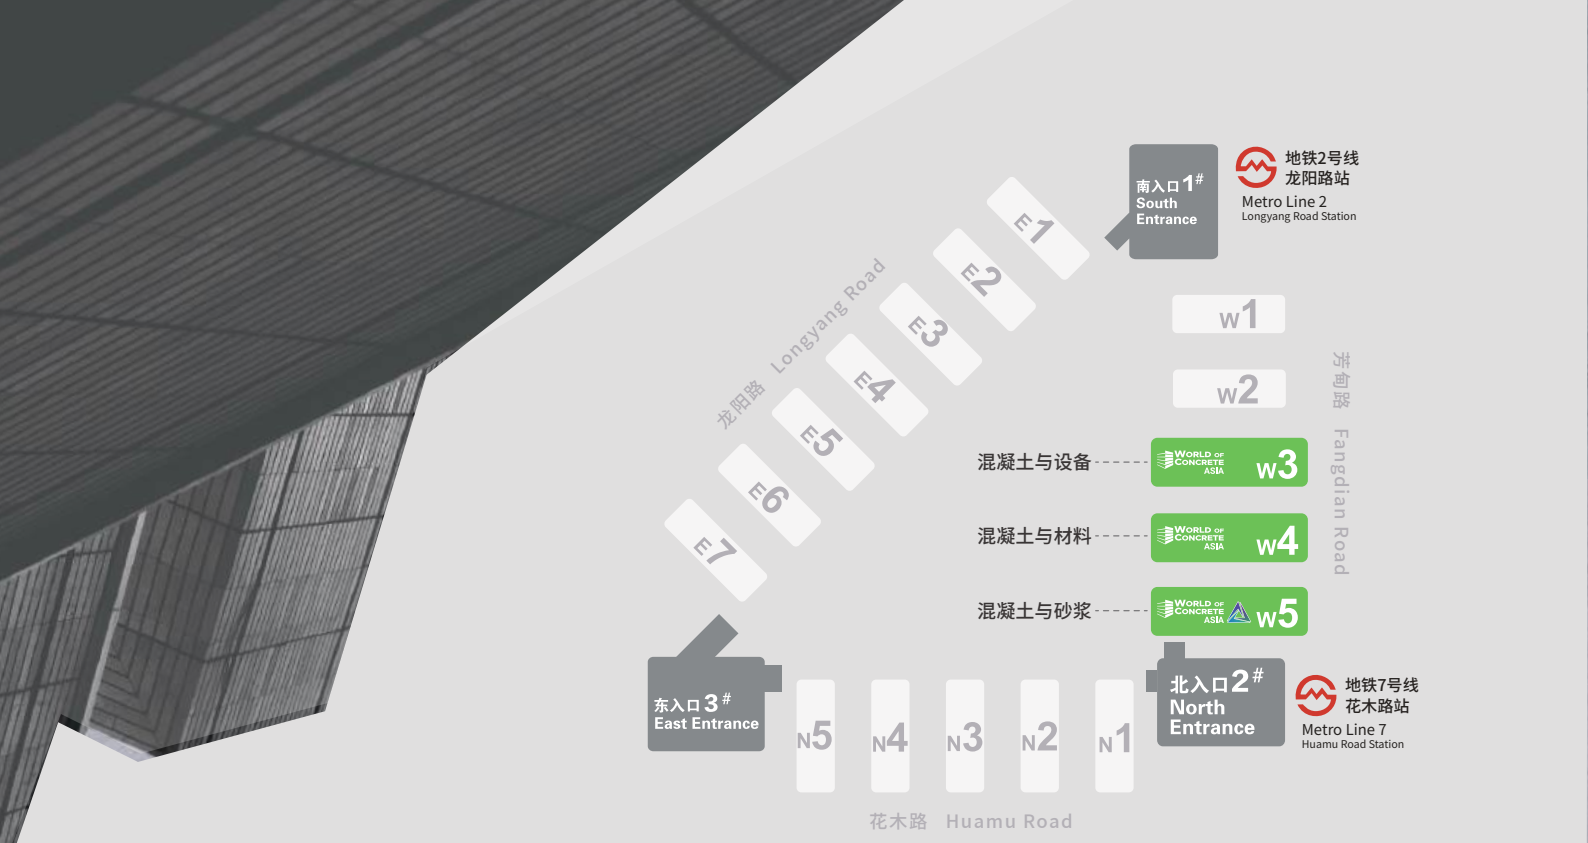 南入口1#
South
Entrance
地铁2号线
龙阳路站
Metro Line 2
Longyang Road Station
E1
E2
E3
E4
E5
E6
E7
龙阳路 Longyang Road
W1
W2
芳甸路 Fangdian Road
混凝土与设备
WORLD OF
CONCRETE
ASIA
W3
混凝土与材料
WORLD OF
CONCRETE
ASIA
W4
混凝土与砂浆
WORLD OF
CONCRETE
ASIA
W5
东入口3#
East Entrance
N5
N4
N3
N2
N1
北入口2#
North
Entrance
地铁7号线
花木路站
Metro Line 7
Huamu Road Station
花木路 Huamu Road